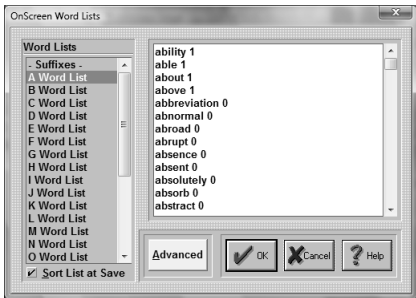 OnScreen Word Lists
Word Lists
- Suffixes -
A Word List
B Word List
C Word List
D Word List
E Word List
F Word List
G Word List
H Word List
I Word List
J Word List
K Word List
L Word List
M Word List
N Word List
O Word List
Sort List at Save
ability 1
able 1
about 1
above 1
abbreviation 0
abnormal 0
abroad 0
abrupt 0
absence 0
absent 0
absolutely 0
absorb 0
abstract 0
Advanced
OK
Cancel
Help